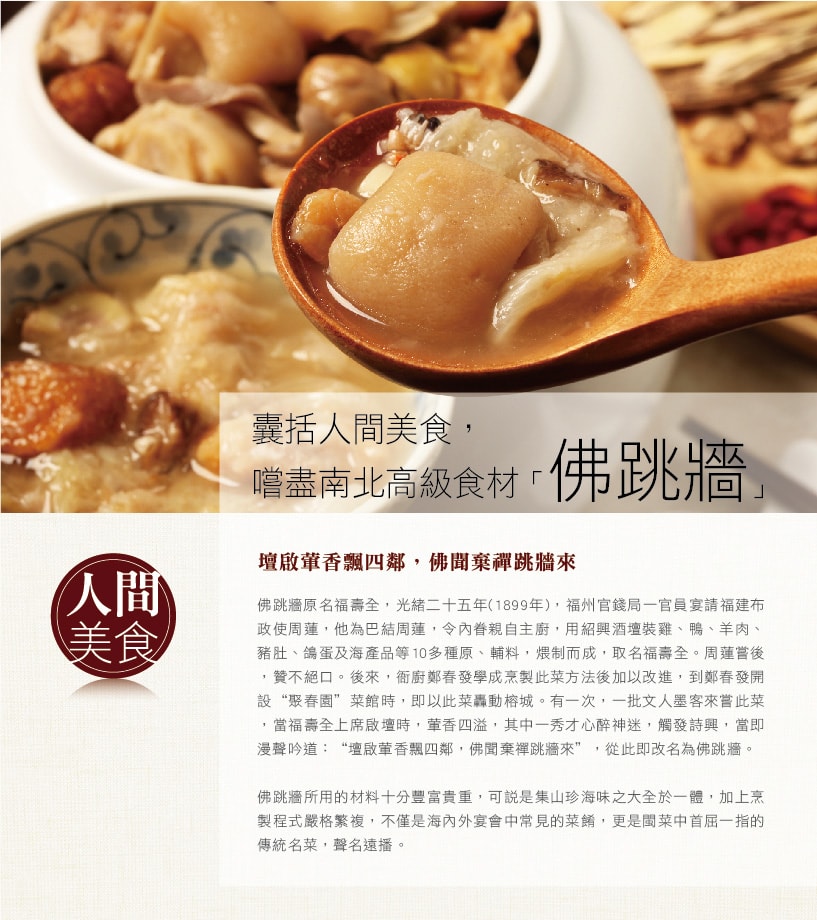 囊括人間美食，
嚐盡南北高級食材「佛跳牆」
人間
美食
壇啟葷香飄四鄰，佛聞棄禪跳牆來
佛跳牆原名福壽全，光緒二十五年(1899年)，福州官錢局一官員宴請福建布
政使周蓮，他為巴結周蓮，令內眷親自主廚，用紹興酒壇裝雞、鴨、羊肉、
豬肚、鴿蛋及海產品等10多種原、輔料，煨制而成，取名福壽全。周蓮嘗後
，贊不絕口。後來，衙廚鄭春發學成烹製此菜方法後加以改進，到鄭春發開
設“聚春園”菜館時，即以此菜轟動榕城。有一次，一批文人墨客來嘗此菜
，當福壽全上席啟壇時，葷香四溢，其中一秀才心醉神迷，觸發詩興，當即
漫聲吟道：“壇啟葷香飄四鄰，佛聞棄禪跳牆來”，從此即改名為佛跳牆。
佛跳牆所用的材料十分豐富貴重，可說是集山珍海味之大全於一體，加上烹
製程式嚴格繁複，不僅是海內外宴會中常見的菜餚，更是閩菜中首屈一指的
傳統名菜，聲名遠播。